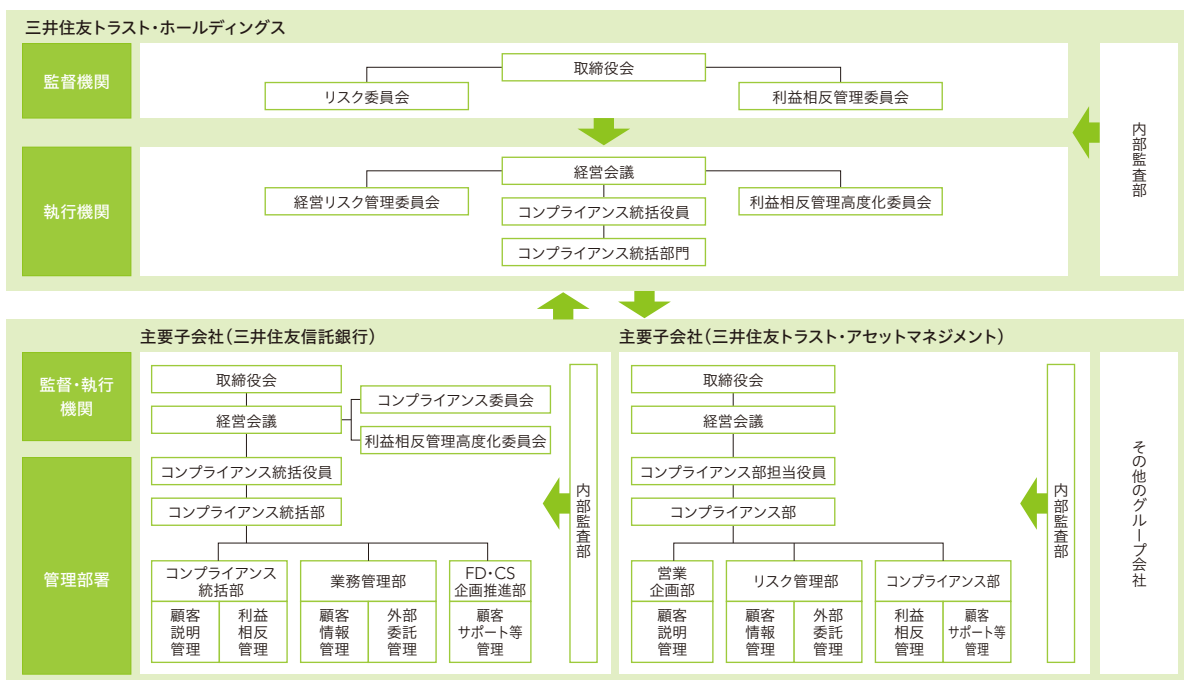 三井住友トラスト・ホールディングス
監督機関
取締役会
リスク委員会
利益相反管理委員会
内部監査部
執行機関
経営会議
経営リスク管理委員会
コンプライアンス統括役員
利益相反管理高度化委員会
コンプライアンス統括部門
主要子会社（三井住友信託銀行）
監督・執行
機関
取締役会
経営会議
コンプライアンス委員会
利益相反管理高度化委員会
管理部署
コンプライアンス統括役員
コンプライアンス統括部
内部監査部
コンプライアンス
統括部
顧客
説明
管理
利益
相反
管理
業務管理部
顧客
情報
管理
外部
委託
管理
FD・CS
企画推進部
顧客
サポート等
管理
主要子会社（三井住友トラスト・アセットマネジメント）
取締役会
経営会議
コンプライアンス部担当役員
コンプライアンス部
内部監査部
営業
企画部
顧客
説明
管理
リスク管理部
顧客
情報
管理
外部
委託
管理
コンプライアンス部
利益
相反
管理
顧客
サポート等
管理
その他のグループ会社